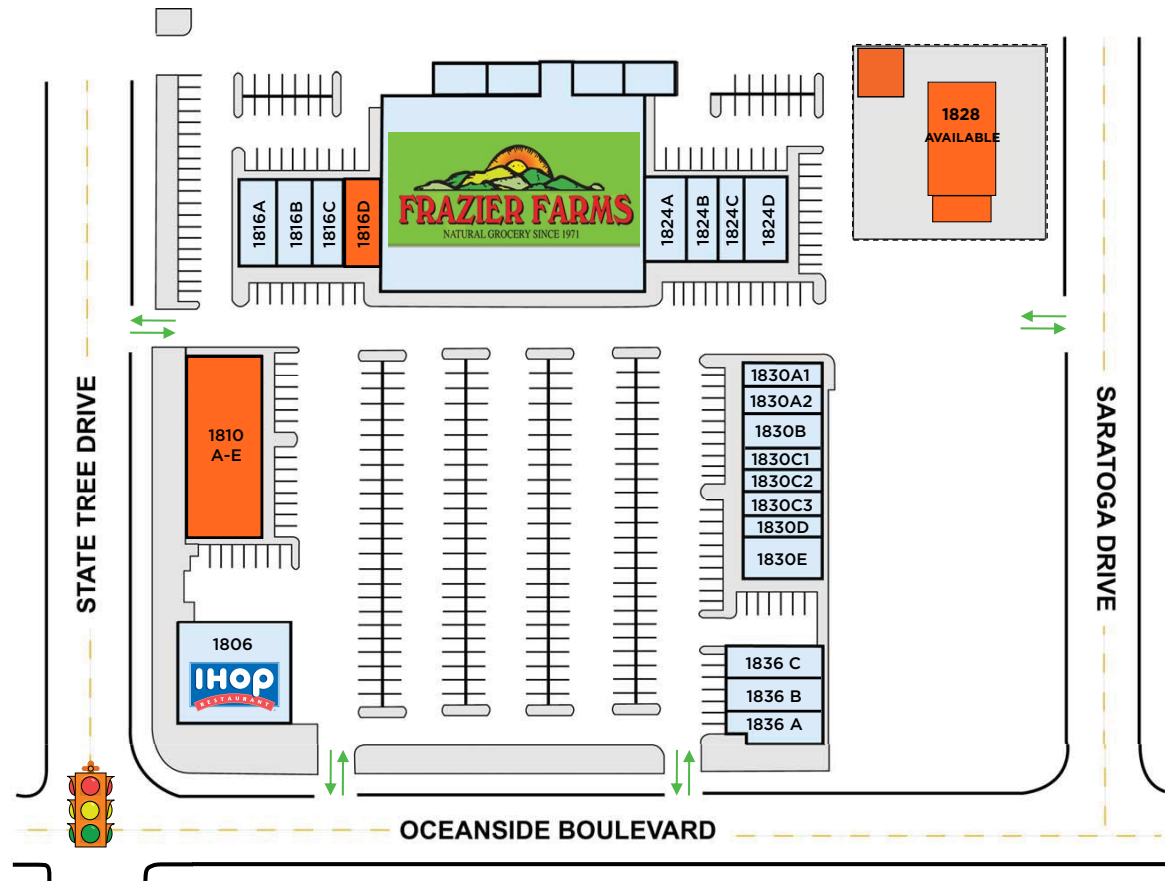 1828
AVAILABLE
1816A
1816B
1816C
1816D
FRAZIER FARMS
NATURAL GROCERY SINCE 1971
1824A
1824B
1824C
1824D
STATE TREE DRIVE
1810
A-E
1830A1
1830A2
1830B
1830C1
1830C2
1830C3
1830D
1830E
SARATOGA DRIVE
1806
IHOP
RESTAURANT
1836 C
1836 B
1836 A
OCEANSIDE BOULEVARD